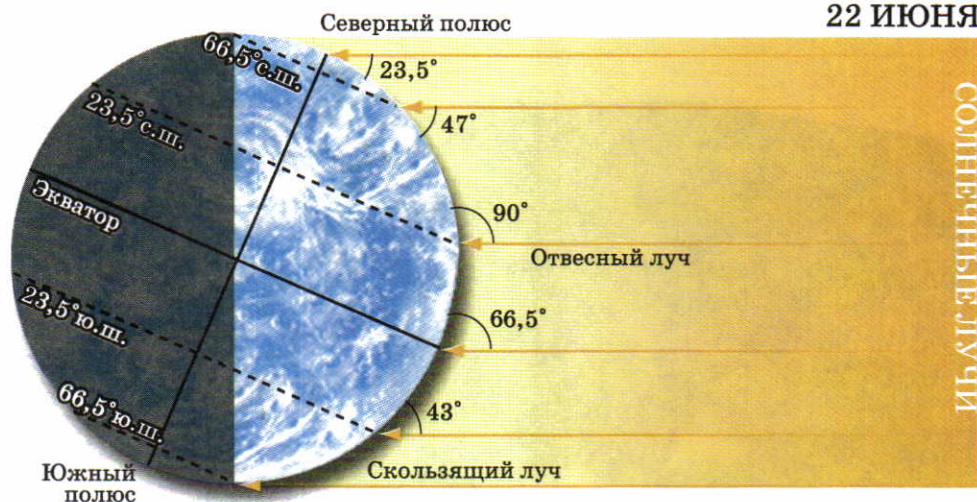 22 ИЮНЯ
Северный полюс
66,5°с.ш.
23,5°
23,5°с.ш.
47°
90°
Экватор
Отвесный луч
23,5°ю.ш.
66,5°
66,5°ю.ш.
43°
Скользящий луч
Южный
полюс
СОЛНЕЧНЫЕ ЛУЧИ